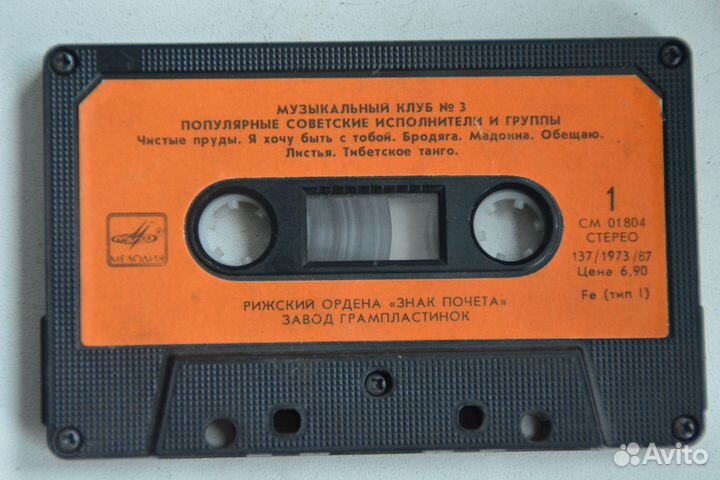 МУЗЫКАЛЬНЫЙ КЛУБ № 3
ПОПУЛЯРНЫЕ СОВЕТСКИЕ ИСПОЛНИТЕЛИ И ГРУППЫ
Чистые пруды. Я хочу быть с тобой. Бродяга. Мадонна. Обещаю.
Листья. Тибетское танго.
1
СМ 01804
СТЕРЕО
137/1973/87
Цена 6,90
Fe (тип I)
МЕЛОДИЯ
РИЖСКИЙ ОРДЕНА «ЗНАК ПОЧЕТА»
ЗАВОД ГРАМПЛАСТИНОК
Avito